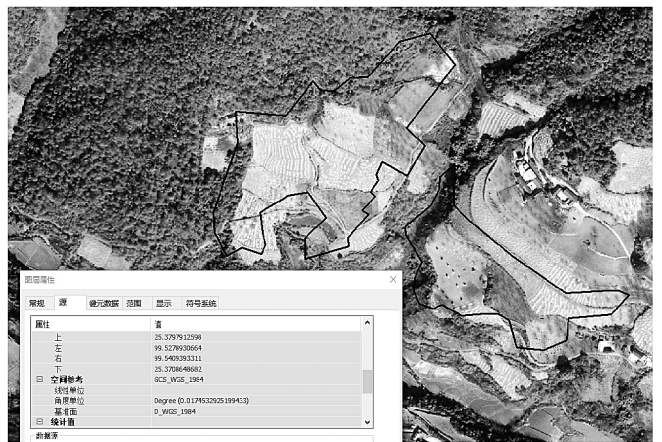 图层属性
常规 源 键元数据 范围 显示 符号系统
属性 值
上 25.3797912598
左 99.5278930664
右 99.5409393311
下 25.3708648682
空间参考 GCS_WGS_1984
线性单位
角度单位 Degree (0.0174532925199433)
基准面 D_WGS_1984
统计值
数据源